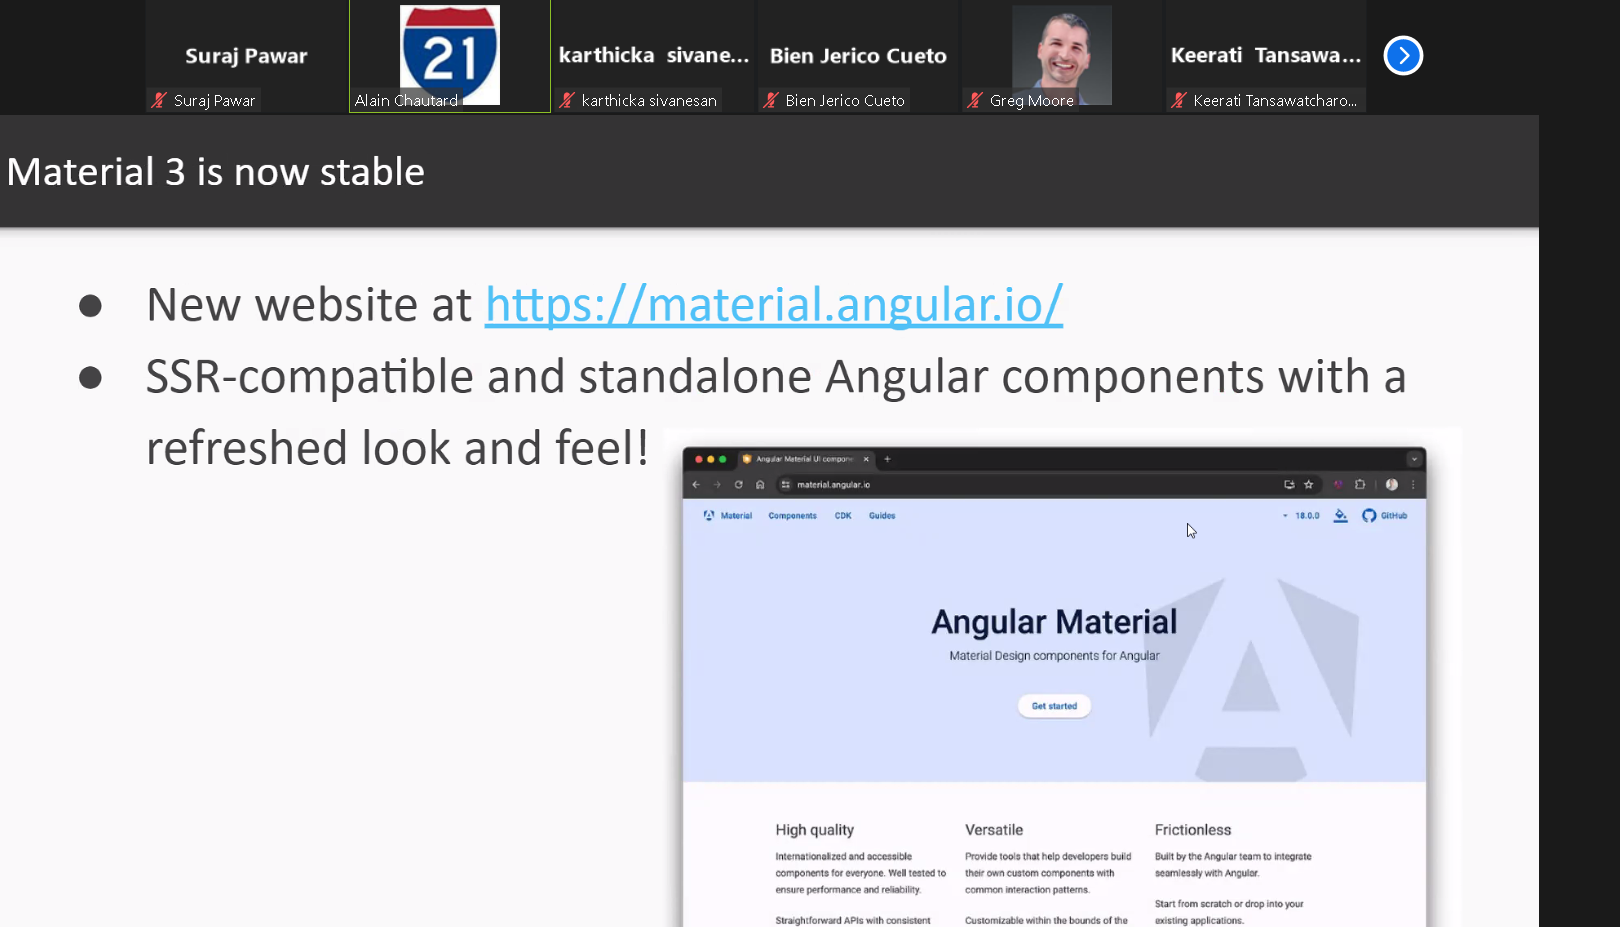 Suraj Pawar
21
karthicka sivane...
Bien Jerico Cueto
Keerati Tansawa...
Suraj Pawar
Alain Chautard
karthicka sivanesan
Bien Jerico Cueto
Greg Moore
Keerati Tansawatcharo...
Material 3 is now stable
● New website at https://material.angular.io/
● SSR-compatible and standalone Angular components with a
refreshed look and feel!
Angular Material UI compon
material.angular.io
Material Components CDK Guides
18.0.0 GitHub
Angular Material
Material Design components for Angular
Get started
High quality
Internationalized and accessible
components for everyone. Well tested to
ensure performance and reliability.
Straightforward APIs with consistent
Versatile
Provide tools that help developers build
their own custom components with
common interaction patterns.
Customizable within the bounds of the
Frictionless
Built by the Angular team to integrate
seamlessly with Angular.
Start from scratch or drop into your
existing applications.